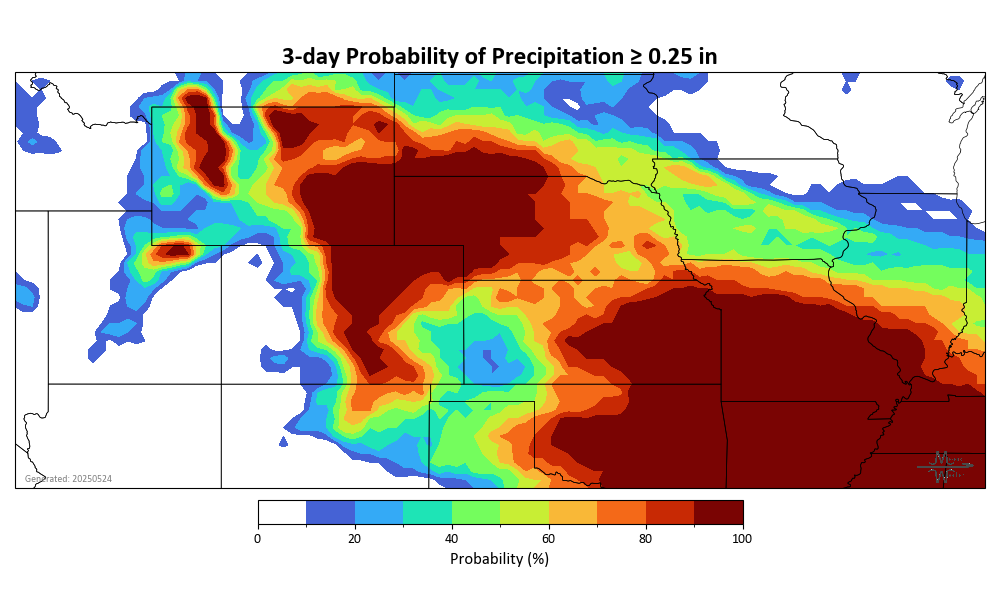 3-day Probability of Precipitation ≥ 0.25 in
Generated: 20250524
0 20 40 60 80 100
Probability (%)